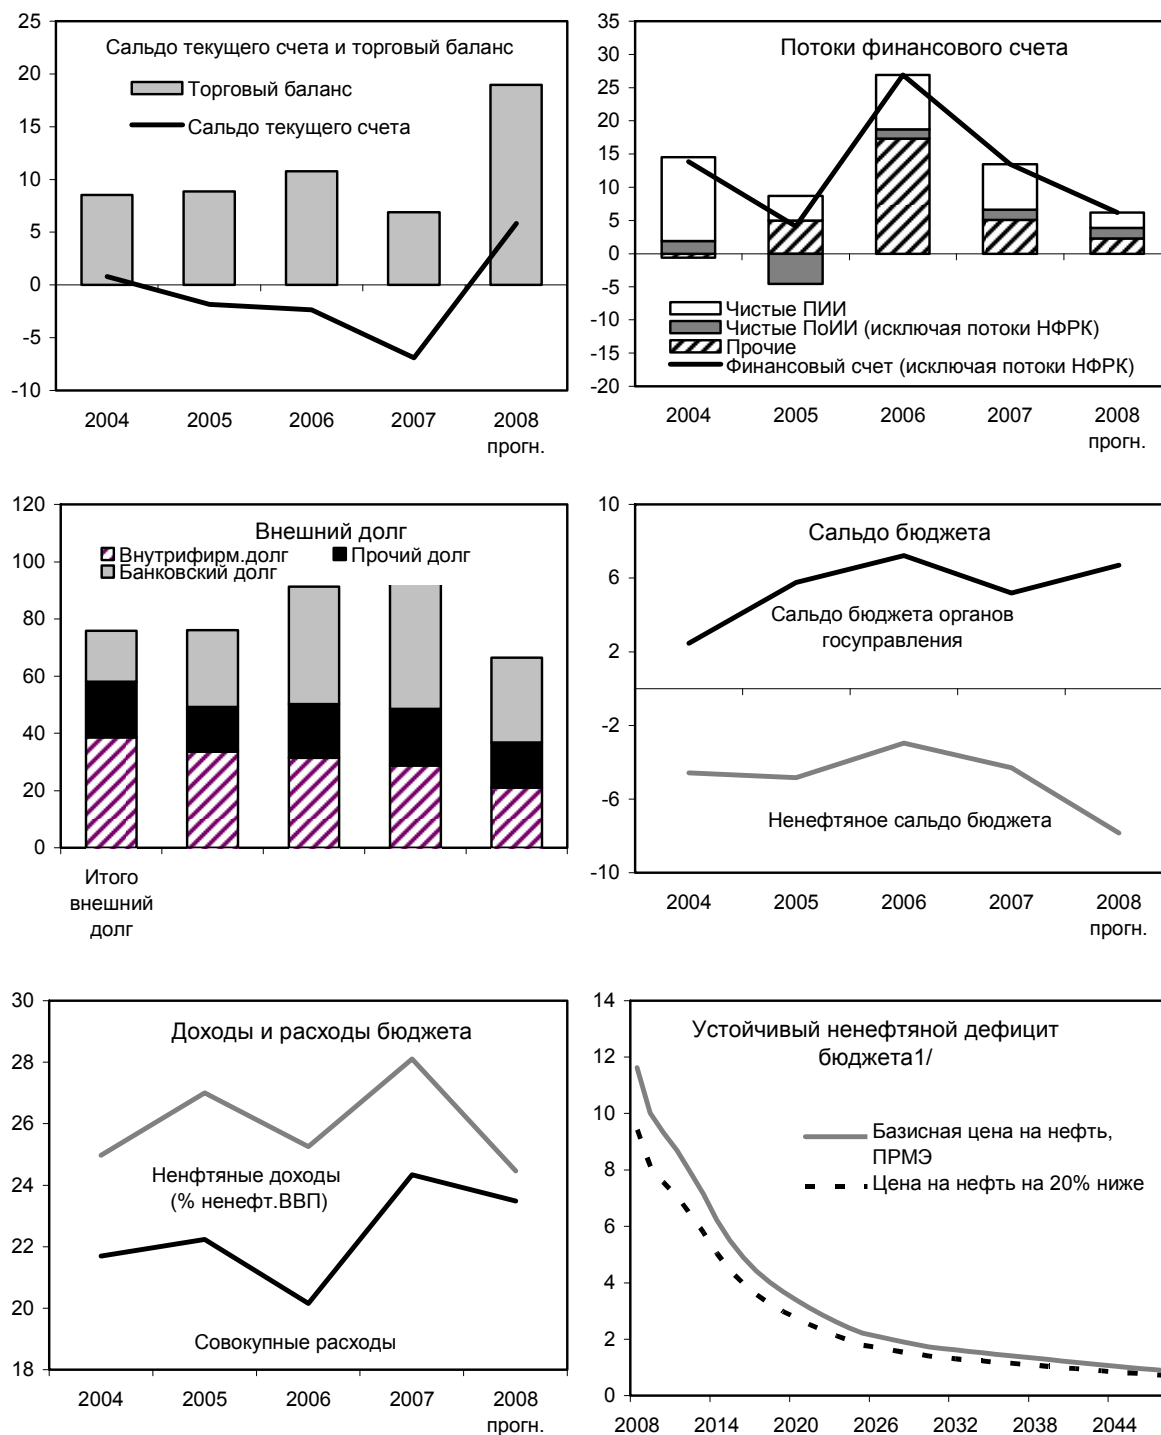 Сальдо текущего счета и торговый баланс
Торговый баланс
Сальдо текущего счета
25
20
15
10
5
0
-5
-10
2004 2005 2006 2007 2008
прогн.
Потоки финансового счета
35
30
25
20
15
10
5
0
-5
-10
-15
-20
Чистые ПИИ
Чистые ПоИИ (исключая потоки НФРК)
Прочие
Финансовый счет (исключая потоки НФРК)
2004 2005 2006 2007 2008
прогн.
Внешний долг
Внутрифирм.долг Прочий долг
Банковский долг
120
100
80
60
40
20
0
Итого
внешний
долг
Сальдо бюджета
10
6
2
-2
-6
-10
Сальдо бюджета органов
госуправления
Ненефтяное сальдо бюджета
2004 2005 2006 2007 2008
прогн.
Доходы и расходы бюджета
30
28
26
24
22
20
18
Ненфтяные доходы
(% ненефт.ВВП)
Совокупные расходы
2004 2005 2006 2007 2008
прогн.
Устойчивый ненефтяной дефицит
бюджета1/
14
12
10
8
6
4
2
0
Базисная цена на нефть,
ПРМЭ
Цена на нефть на 20% ниже
2008 2014 2020 2026 2032 2038 2044